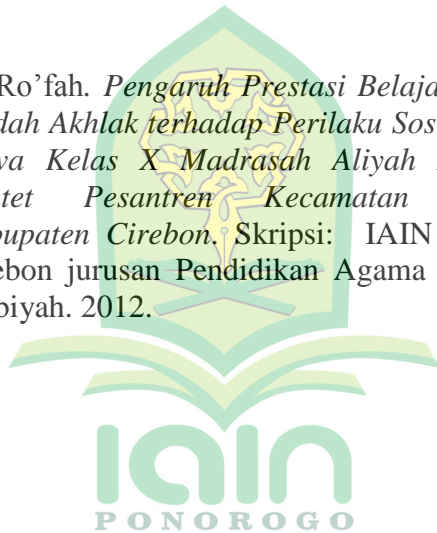 Ro’fah. Pengaruh Prestasi Belaja
dah Akhlak terhadap Perilaku Sos
wa Kelas X Madrasah Aliyah
tet Pesantren Kecamatan
bupaten Cirebon. Skripsi: IAIN
ebon jurusan Pendidikan Agama
biyah. 2012.
iain
PONOROGO